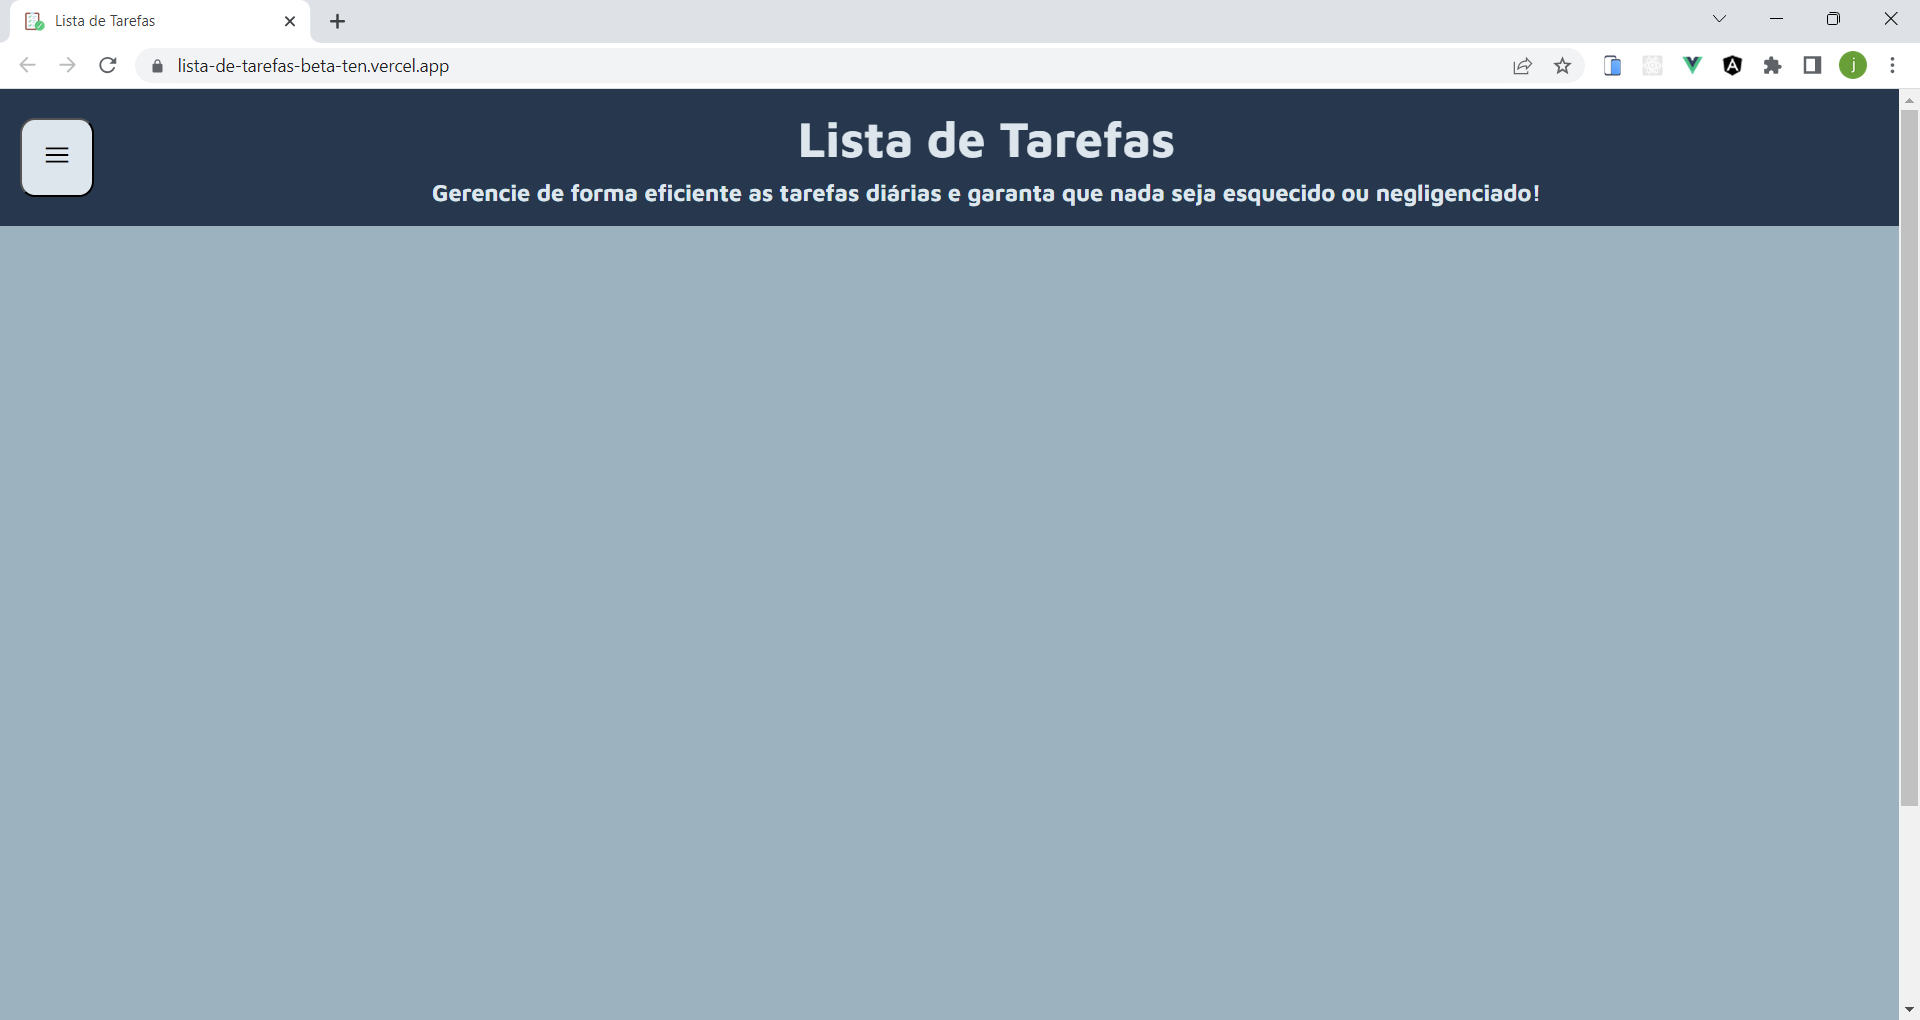 Lista de Tarefas
lista-de-tarefas-beta-ten.vercel.app
j
Lista de Tarefas
Gerencie de forma eficiente as tarefas diárias e garanta que nada seja esquecido ou negligenciado!